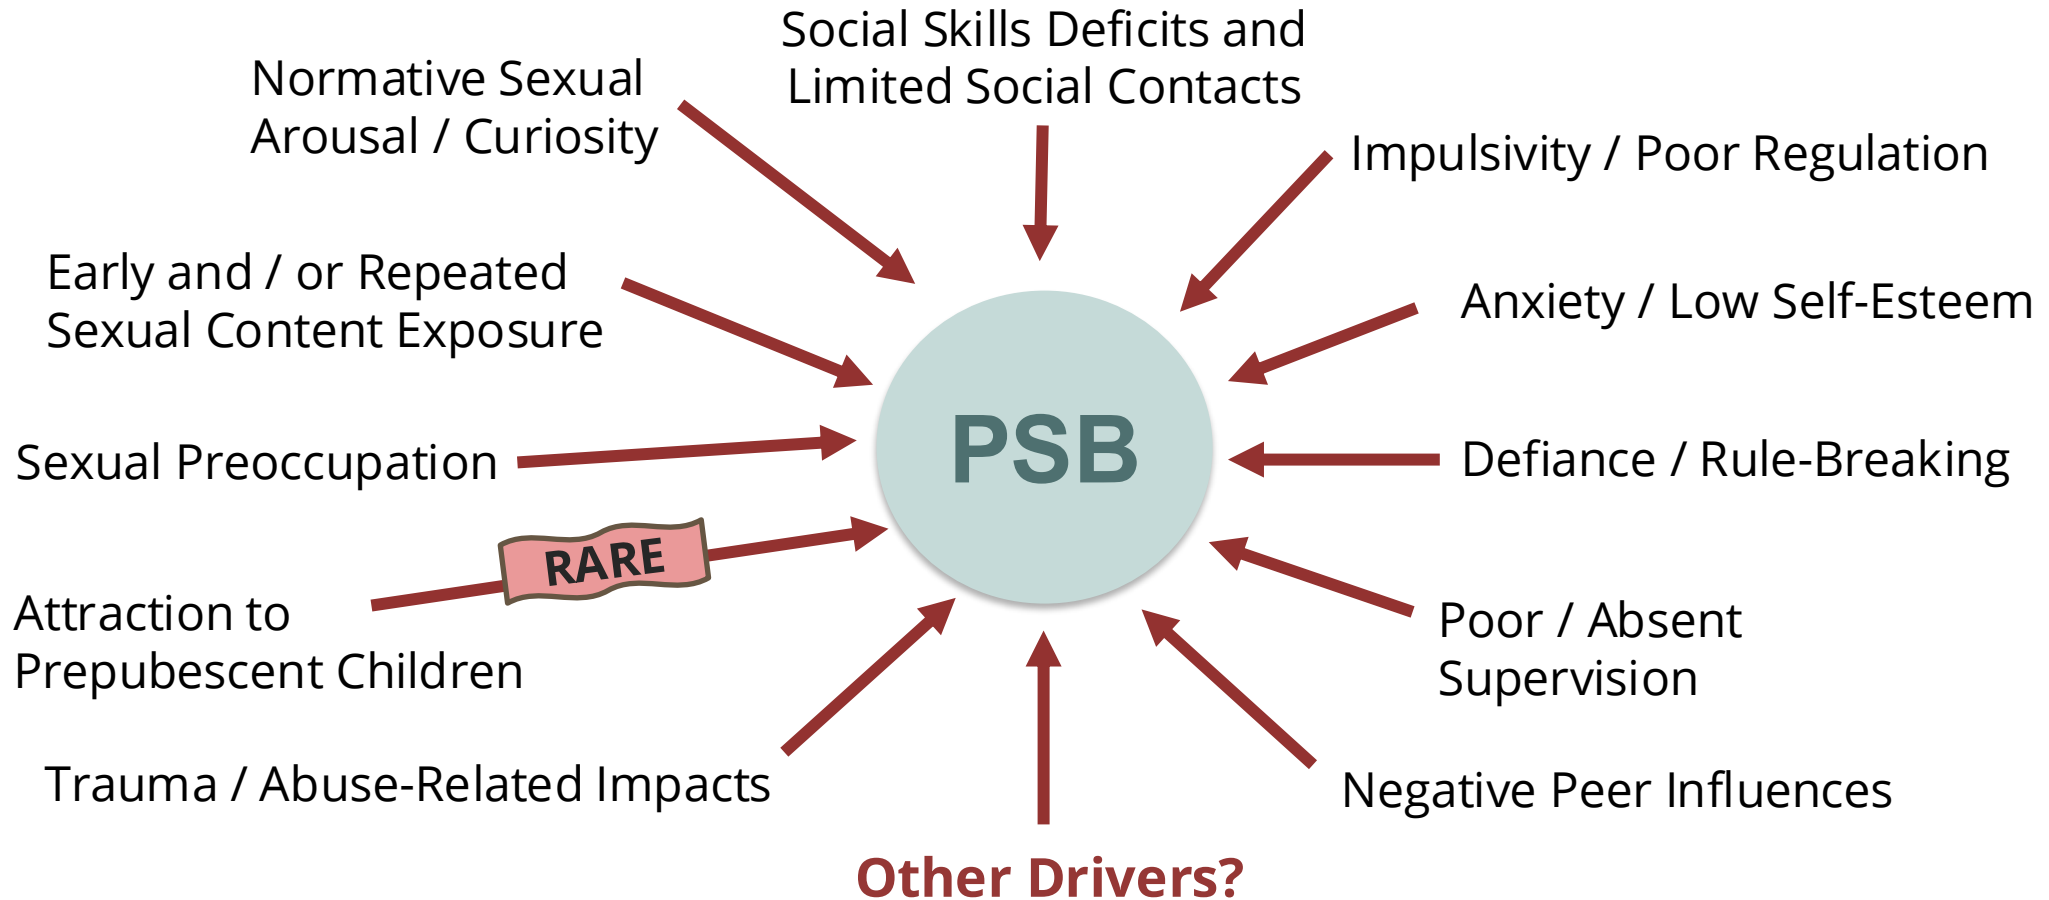 Social Skills Deficits and
Limited Social Contacts
Normative Sexual
Arousal / Curiosity
Impulsivity / Poor Regulation
Early and / or Repeated
Sexual Content Exposure
Anxiety / Low Self-Esteem
PSB
Sexual Preoccupation
Defiance / Rule-Breaking
RARE
Attraction to
Prepubescent Children
Poor / Absent
Supervision
Trauma / Abuse-Related Impacts
Negative Peer Influences
Other Drivers?